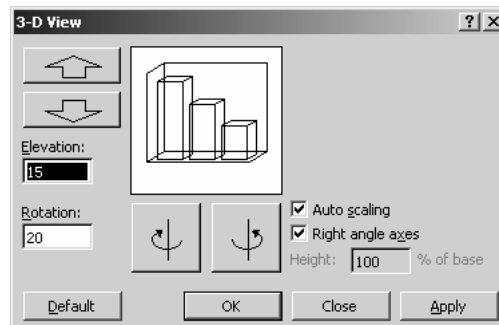 3-D View
Elevation:
15
Rotation:
20
Auto scaling
Right angle axes
Height: 100 % of base
Default OK Close Apply